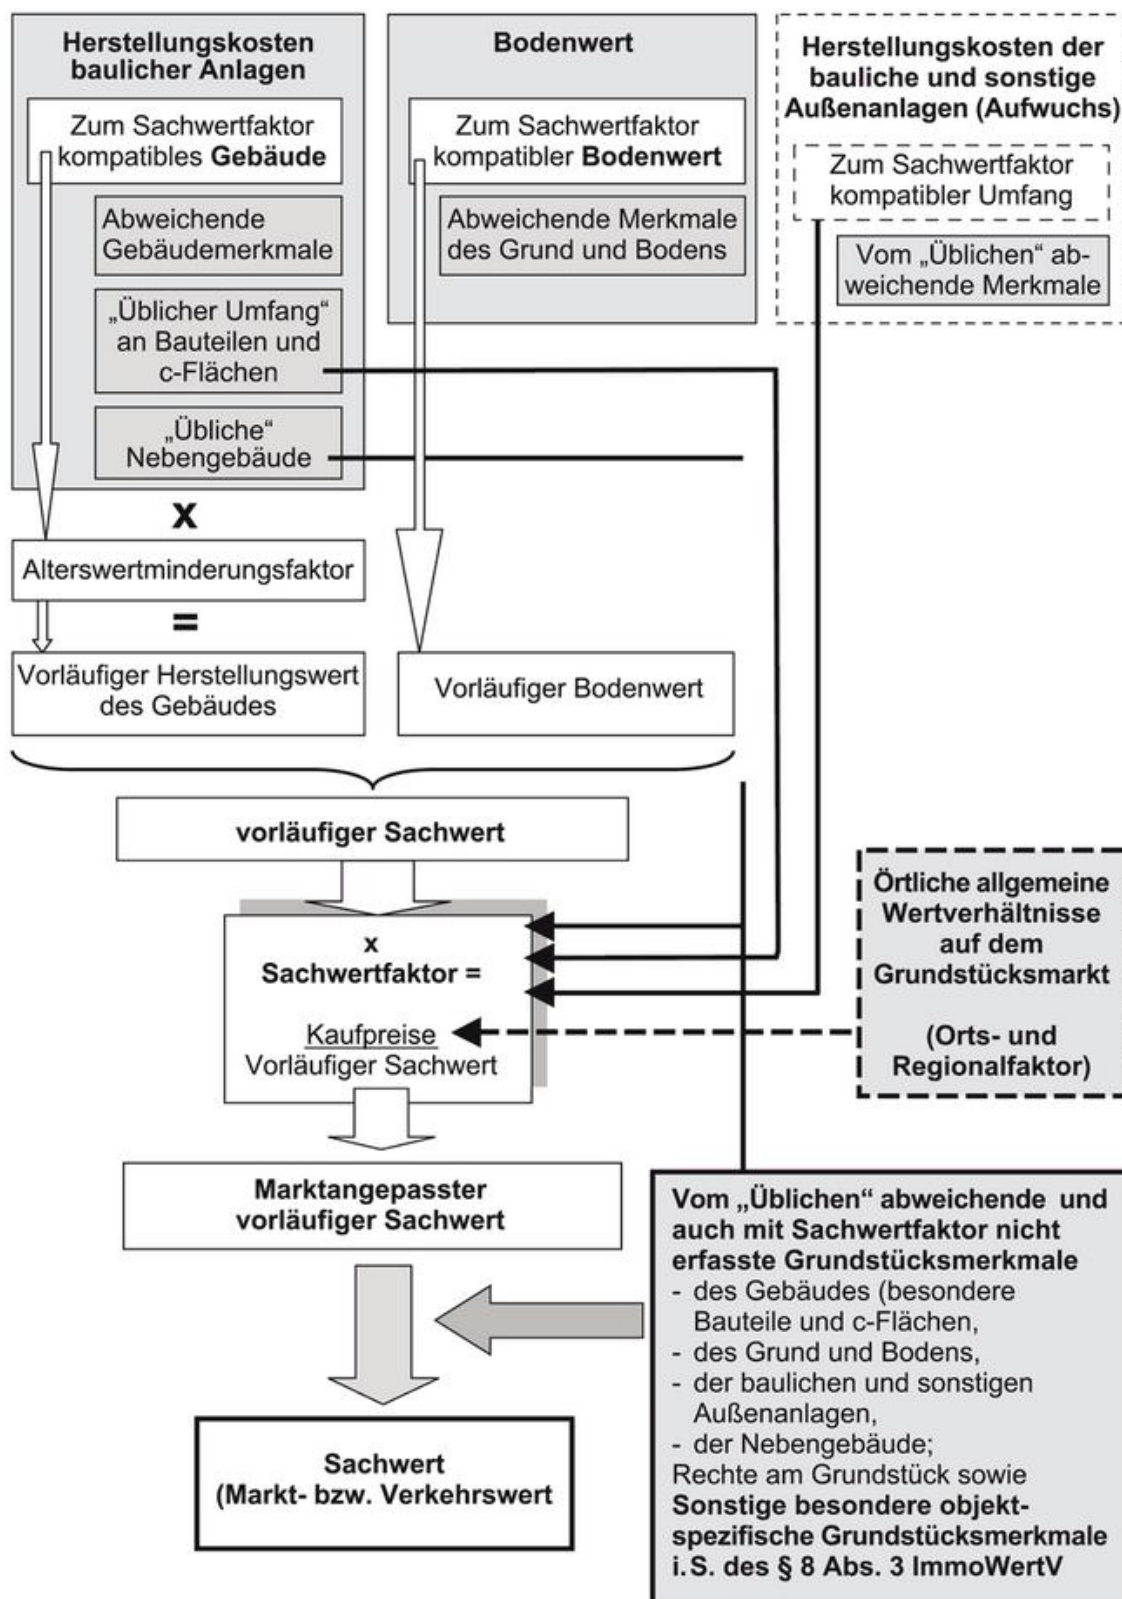 Herstellungskosten
baulicher Anlagen
Zum Sachwertfaktor
kompatibles Gebäude
Abweichende
Gebäudemerkmale
„Üblicher Umfang“
an Bauteilen und
c-Flächen
„Übliche“
Nebengebäude
Bodenwert
Zum Sachwertfaktor
kompatibler Bodenwert
Abweichende Merkmale
des Grund und Bodens
Herstellungskosten der
bauliche und sonstige
Außenanlagen (Aufwuchs)
Zum Sachwertfaktor
kompatibler Umfang
Vom „Üblichen“ ab-
weichende Merkmale
x
Alterswertminderungsfaktor
=
Vorläufiger Herstellungswert
des Gebäudes
Vorläufiger Bodenwert
vorläufiger Sachwert
x
Sachwertfaktor =
Kaufpreise
Vorläufiger Sachwert
Örtliche allgemeine
Wertverhältnisse
auf dem
Grundstücksmarkt
(Orts- und
Regionalfaktor)
Marktangepasster
vorläufiger Sachwert
Vom „Üblichen“ abweichende und
auch mit Sachwertfaktor nicht
erfasste Grundstücksmerkmale
- des Gebäudes (besondere
Bauteile und c-Flächen,
- des Grund und Bodens,
- der baulichen und sonstigen
Außenanlagen,
- der Nebengebäude;
Rechte am Grundstück sowie
Sonstige besondere objekt-
spezifische Grundstücksmerkmale
i.S. des § 8 Abs. 3 ImmoWertV
Sachwert
(Markt- bzw. Verkehrswert